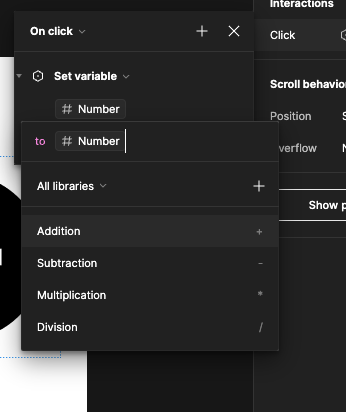 Interactions
On click
Click
Set variable
# Number
Scroll behavio
to # Number
Position S
verflow N
All libraries
Show p
Addition +
Subtraction -
Multiplication *
Division /